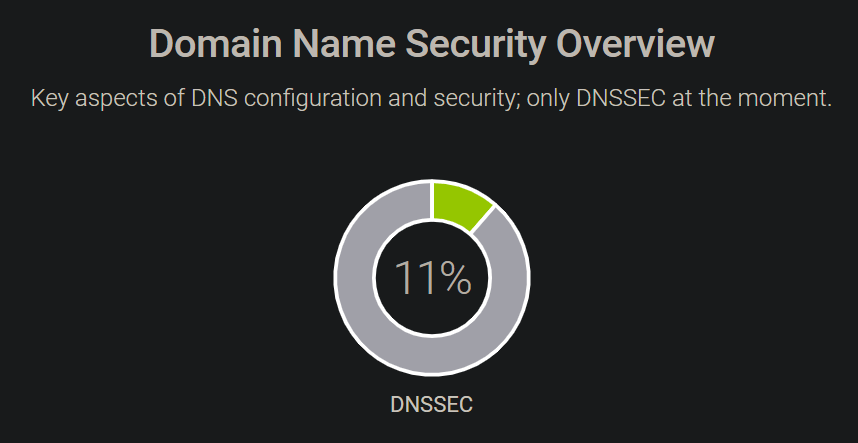 Domain Name Security Overview
Key aspects of DNS configuration and security; only DNSSEC at the moment.
11%
DNSSEC